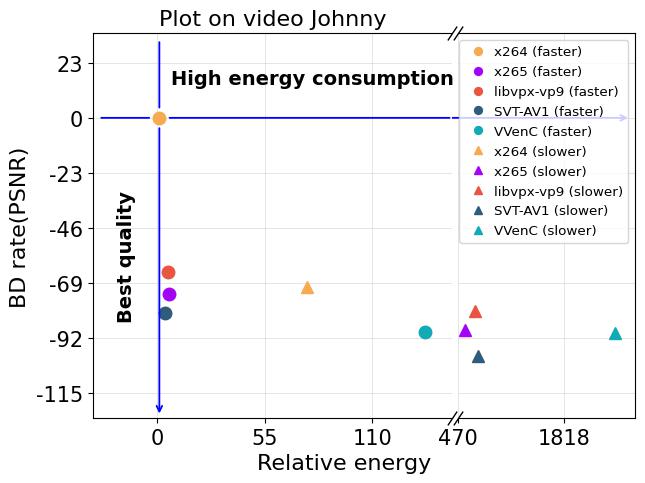 Plot on video Johnny
High energy consumption
Best quality
BD rate(PSNR)
23
0
-23
-46
-69
-92
-115
x264 (faster)
x265 (faster)
libvpx-vp9 (faster)
SVT-AV1 (faster)
VVenC (faster)
x264 (slower)
x265 (slower)
libvpx-vp9 (slower)
SVT-AV1 (slower)
VVenC (slower)
0 55 110 470 1818
Relative energy